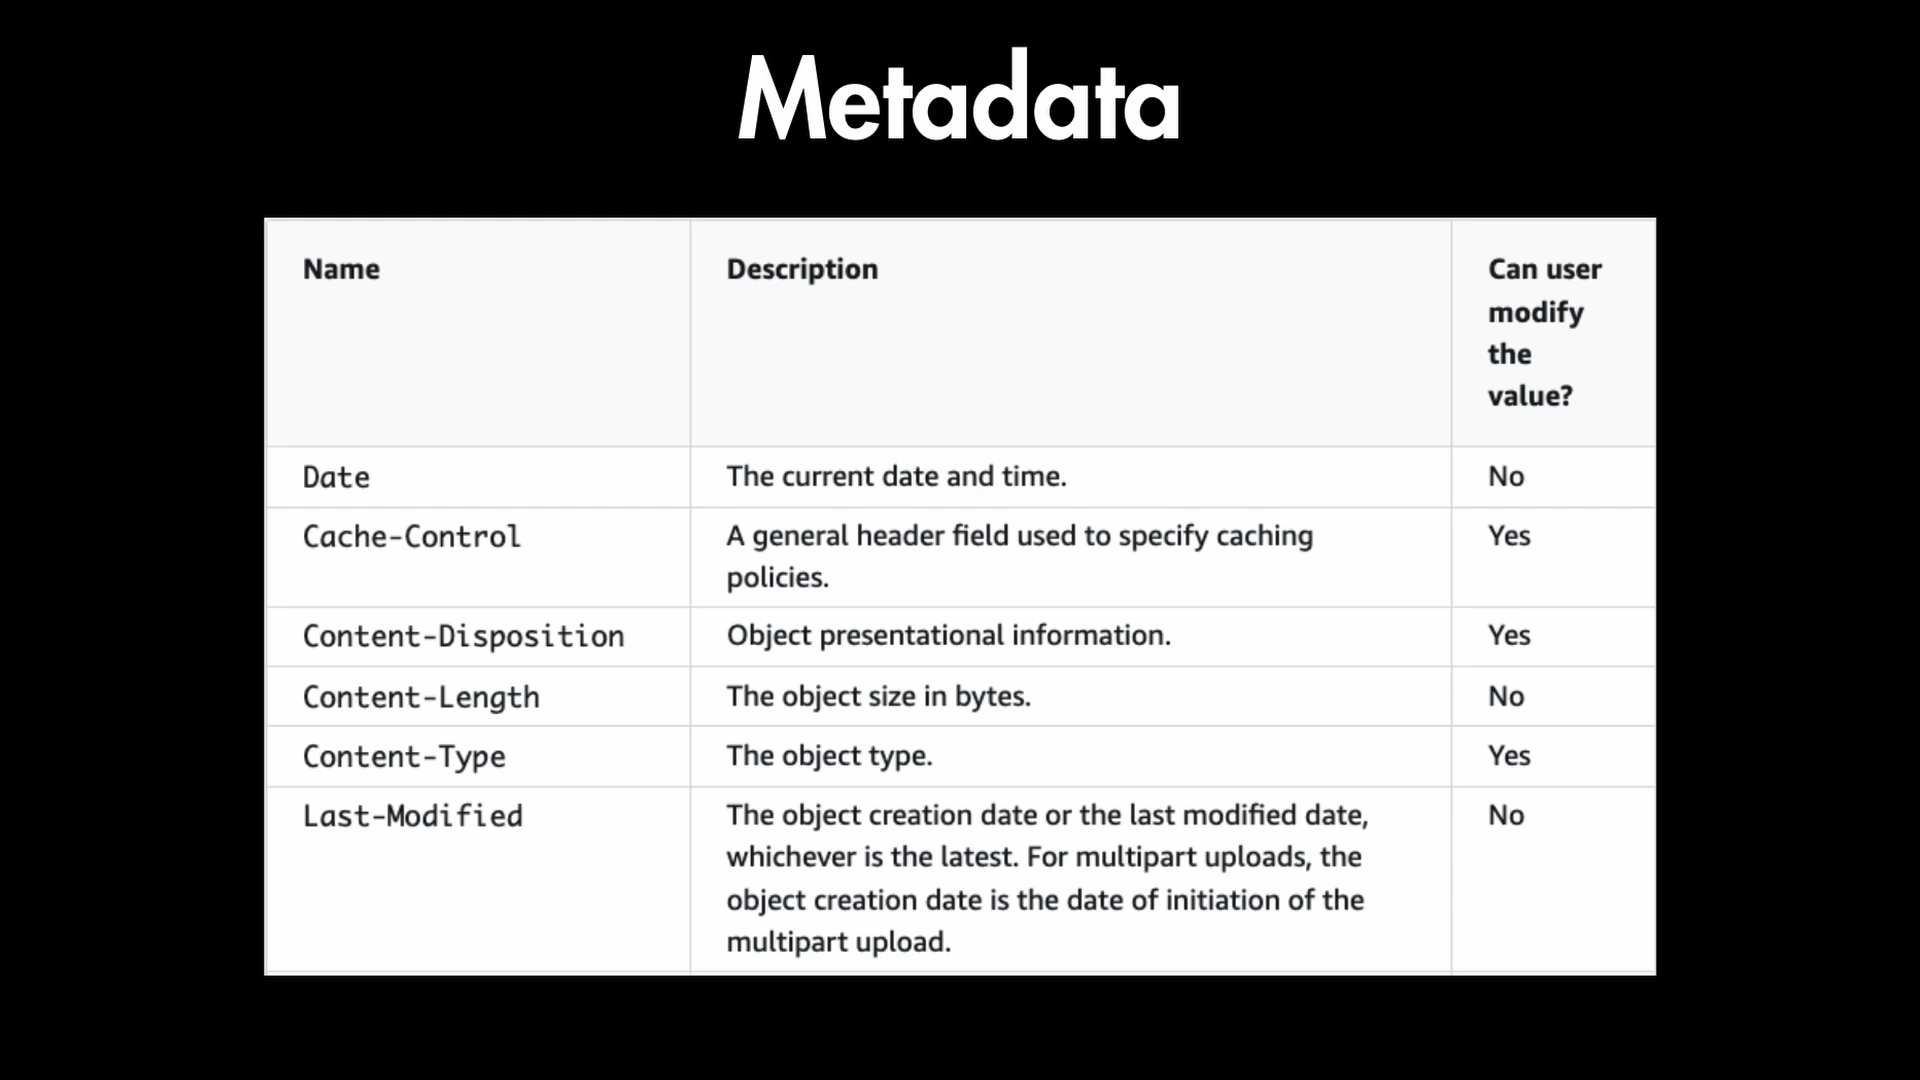 Metadata
Name
Description
Can user
modify
the
value?
Date
The current date and time.
No
Cache-Control
A general header field used to specify caching
policies.
Yes
Content-Disposition
Object presentational information.
Yes
Content-Length
The object size in bytes.
No
Content-Type
The object type.
Yes
Last-Modified
The object creation date or the last modified date,
whichever is the latest. For multipart uploads, the
object creation date is the date of initiation of the
multipart upload.
No